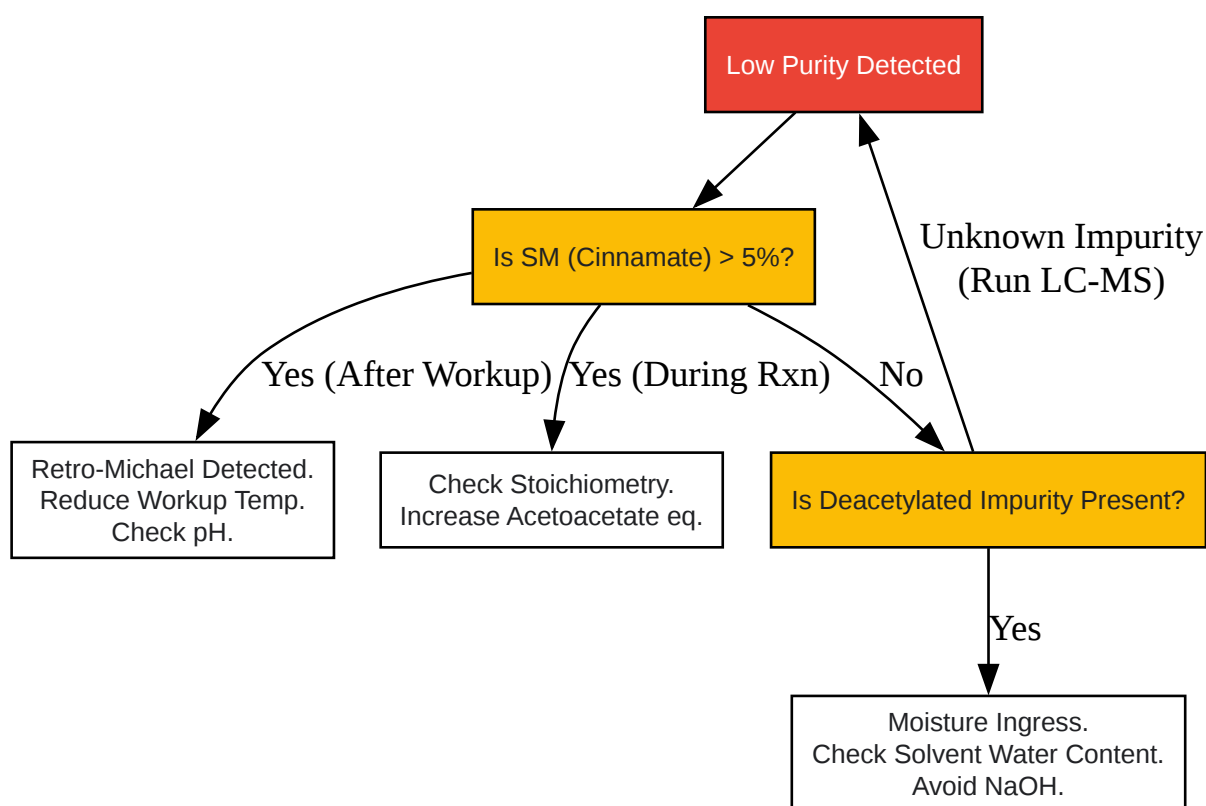 Low Purity Detected
Is SM (Cinnamate) > 5%?
Unknown Impurity
(Run LC-MS)
Yes (After Workup)
Yes (During Rxn)
No
Retro-Michael Detected.
Reduce Workup Temp.
Check pH.
Check Stoichiometry.
Increase Acetoacetate eq.
Is Deacetylated Impurity Present?
Yes
Moisture Ingress.
Check Solvent Water Content.
Avoid NaOH.